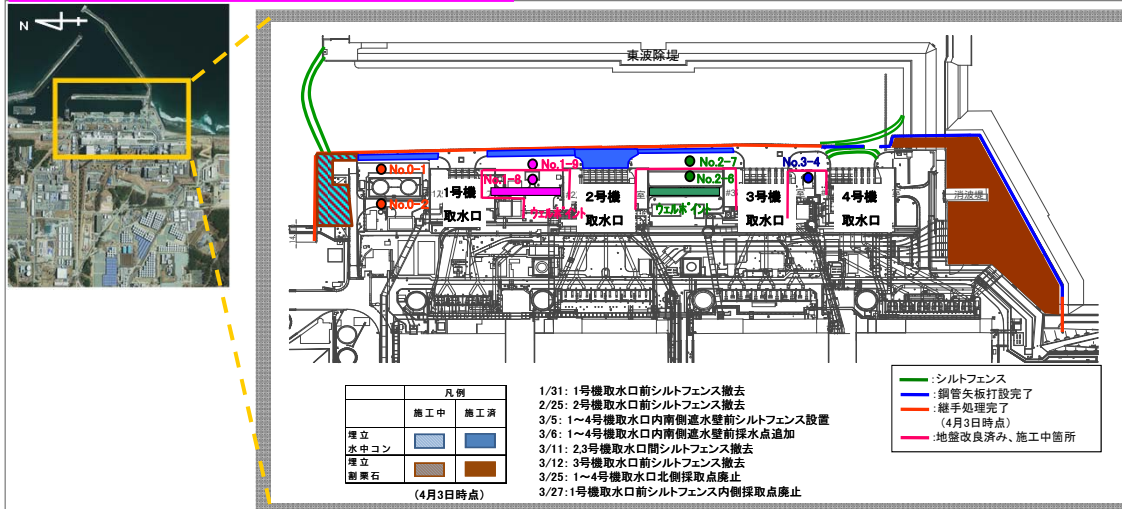 N
東波除堤
No.0-1
No.0-2
No.1-9
No.1-8
No.2-7
No.2-6
No.3-4
1号機
取水口
2号機
取水口
3号機
取水口
4号機
取水口
ウェルポイント
ウェルポイント
消波堤
凡例
施工中 施工済
埋立
水中コン
埋立
割栗石
(4月3日時点)
1/31: 1号機取水口前シルトフェンス撤去
2/25: 2号機取水口前シルトフェンス撤去
3/5: 1~4号機取水口内南側遮水壁前シルトフェンス設置
3/6: 1~4号機取水口内南側遮水壁前採水点追加
3/11: 2,3号機取水口間シルトフェンス撤去
3/12: 3号機取水口前シルトフェンス撤去
3/25: 1~4号機取水口北側採取点廃止
3/27:1号機取水口前シルトフェンス内側採取点廃止
:シルトフェンス
:鋼管矢板打設完了
:継手処理完了
(4月3日時点)
:地盤改良済み、施工中箇所